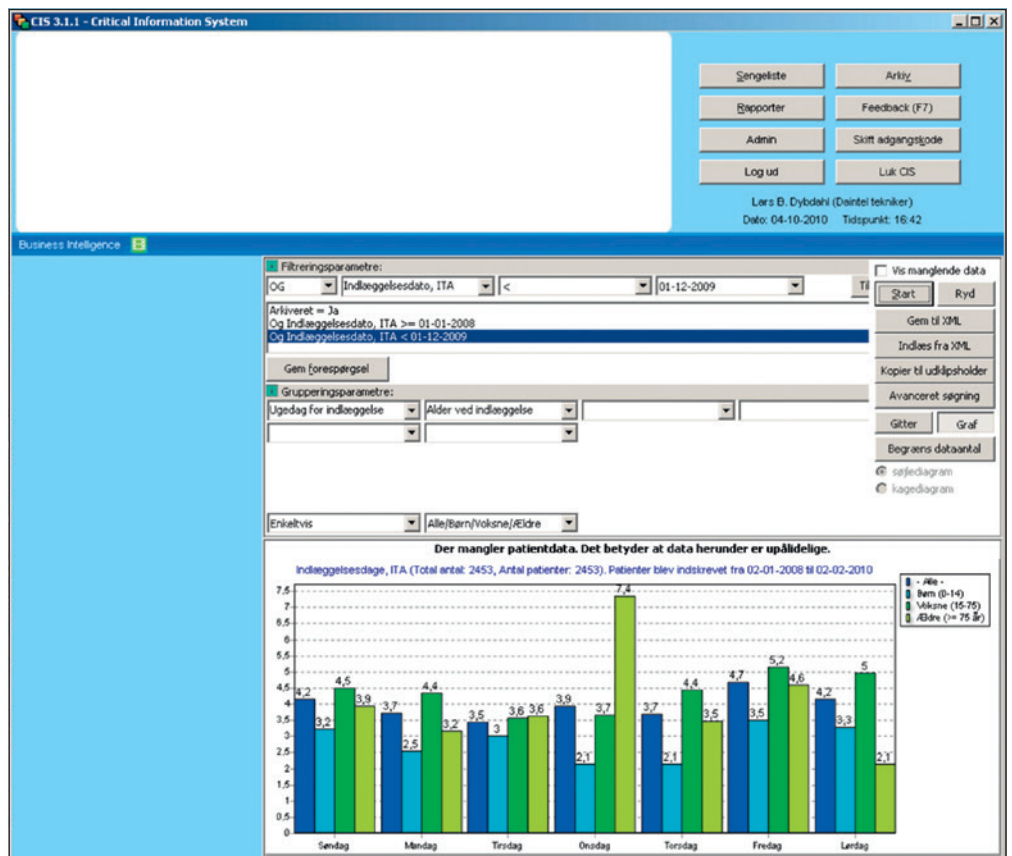 CIS 3.1.1 - Critical Information System
Sengeliste
Arkiv
Rapporter
Feedback (F7)
Admin
Skift adgangskode
Log ud
Luk CIS
Lars B. Dybdahl (Daintel tekniker)
Dato: 04-10-2010 Tidspunkt: 16:42
Business Intelligence
Filtreringsparametre:
OG Indlæggelsesdato, ITA < 01-12-2009
Arkiveret = Ja
Og Indlæggelsesdato, ITA >= 01-01-2008
Og Indlæggelsesdato, ITA < 01-12-2009
Gem forespørgsel
Grupperingsparametre:
Ugedag for indlæggelse Alder ved indlæggelse
Enkeltvis Alle/Børn/Voksne/Ældre
Vis manglende data
Start Ryd
Gem til XML
Indlæs fra XML
Kopier til udklipsholder
Avanceret søgning
Gitter Graf
Begræns dataantal
søjlediagram
kagediagram
Der mangler patientdata. Det betyder at data herunder er upålidelige.
Indlæggelsesdage, ITA (Total antal: 2453, Antal patienter: 2453). Patienter blev indskrevet fra 02-01-2008 til 02-02-2010
- Alle -
Børn (0-14)
Voksne (15-75)
Ældre (>= 75 år)
7,5
7
6,5
6
5,5
5
4,5
4
3,5
3
2,5
2
1,5
1
0,5
0
4,2 3,2 4,5 3,9
3,7 2,5 4,4 3,2
3,5 3 3,6 3,6
3,9 2,1 3,7 7,4
3,7 2,1 4,4 3,5
4,7 3,5 5,2 4,6
4,2 3,3 5 2,1
Søndag Mandag Tirsdag Onsdag Torsdag Fredag Lørdag